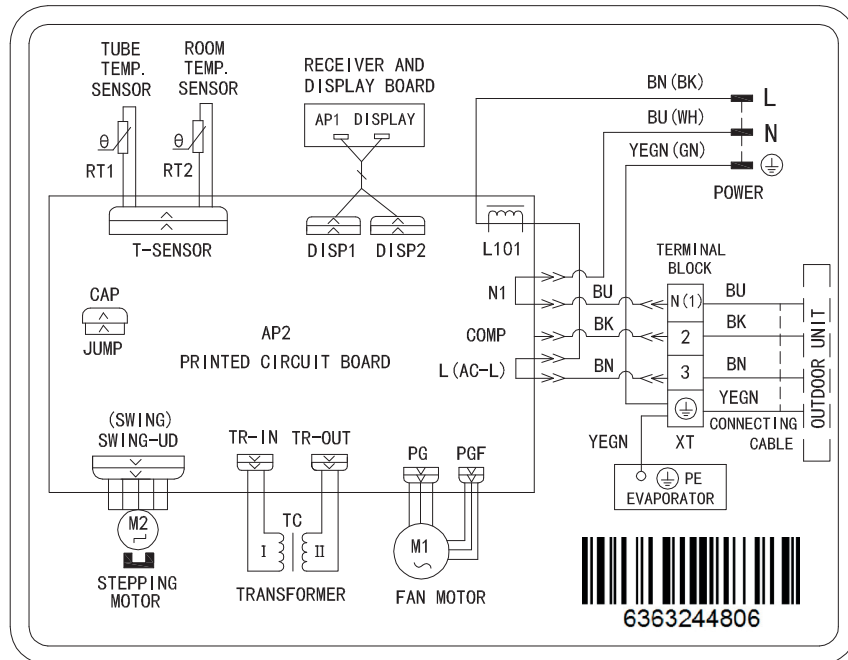 TUBE
TEMP.
SENSOR
ROOM
TEMP.
SENSOR
RECEIVER AND
DISPLAY BOARD
AP1 DISPLAY
θ
RT1
θ
RT2
BN(BK)
L
BU(WH)
N
YEGN(GN)
POWER
T-SENSOR
DISP1
DISP2
L101
TERMINAL
BLOCK
N1
BU
N(1)
BU
CAP
JUMP
AP2
PRINTED CIRCUIT BOARD
COMP
BK
2
BK
L(AC-L)
BN
3
BN
YEGN
OUTDOOR UNIT
CONNECTING
CABLE
XT
YEGN
PE
EVAPORATOR
(SWING)
SWING-UD
TR-IN
TR-OUT
PG
PGF
M2
STEPPING
MOTOR
TC
I
II
TRANSFORMER
M1
FAN MOTOR
6363244806